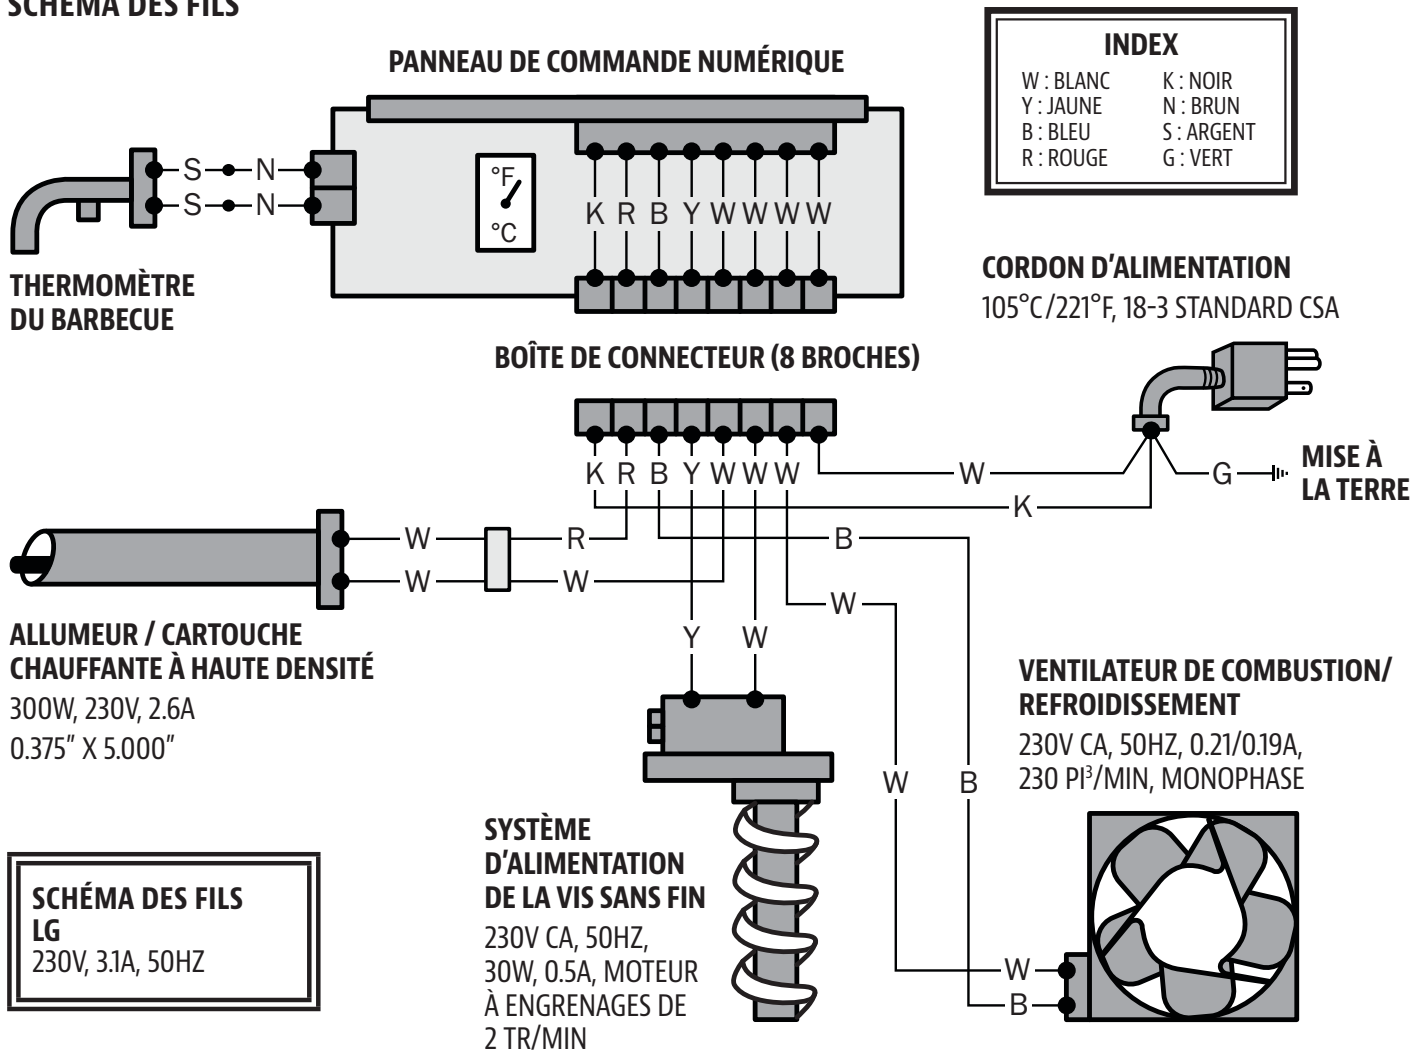 SCHÉMA DES FILS
PANNEAU DE COMMANDE NUMÉRIQUE
INDEX
W : BLANC
K : NOIR
Y : JAUNE
N : BRUN
B : BLEU
S : ARGENT
R : ROUGE
G : VERT
S N
S N
°F
°C
K R B Y W W W W
THERMOMÈTRE
DU BARBECUE
CORDON D'ALIMENTATION
105°C/221°F, 18-3 STANDARD CSA
BOÎTE DE CONNECTEUR (8 BROCHES)
K R B Y W W W
W
G
MISE À
LA TERRE
K
W
R
B
W
W
W
Y
W
ALLUMEUR / CARTOUCHE
CHAUFFANTE À HAUTE DENSITÉ
300W, 230V, 2.6A
0.375" X 5.000"
VENTILATEUR DE COMBUSTION/
REFROIDISSEMENT
230V CA, 50HZ, 0.21/0.19A,
230 PI³/MIN, MONOPHASE
W
B
SYSTÈME
D'ALIMENTATION
DE LA VIS SANS FIN
230V CA, 50HZ,
30W, 0.5A, MOTEUR
À ENGRENAGES DE
2 TR/MIN
SCHÉMA DES FILS
LG
230V, 3.1A, 50HZ
W
B